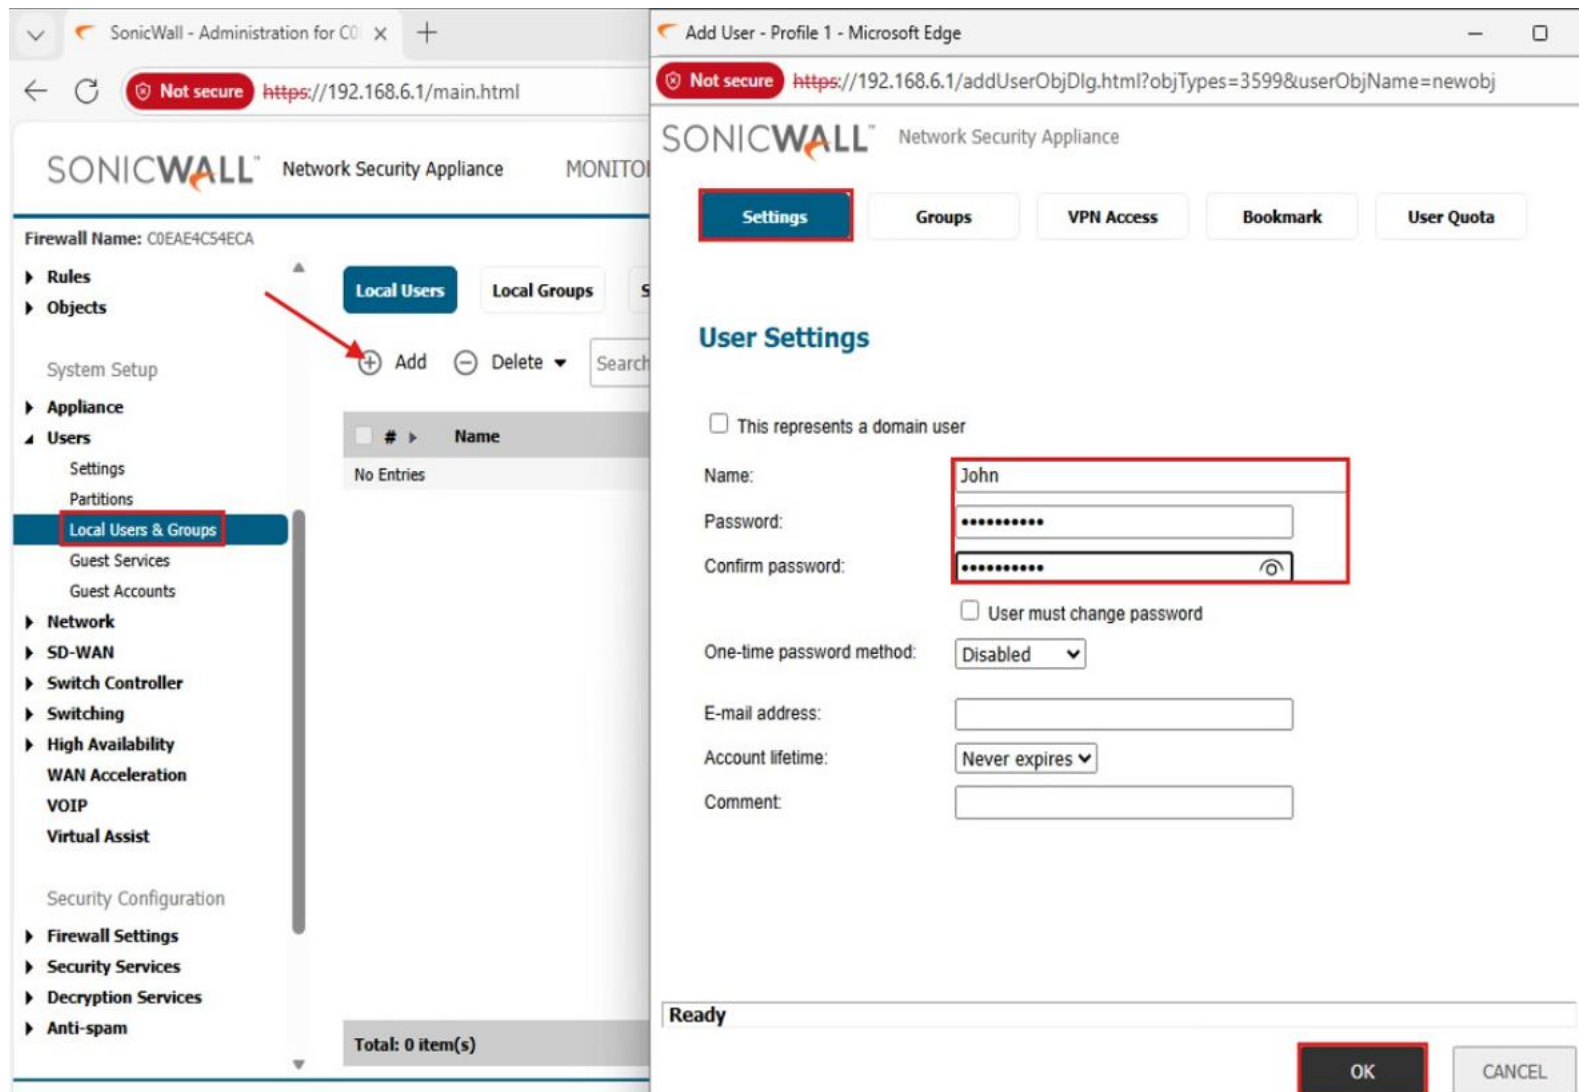 SonicWall - Administration for C0
Not secure https://192.168.6.1/main.html
SONICWALL™ Network Security Appliance MONITO
Firewall Name: C0EAE4C54ECA
Rules
Objects
System Setup
Appliance
Users
Settings
Partitions
Local Users & Groups
Guest Services
Guest Accounts
Network
SD-WAN
Switch Controller
Switching
High Availability
WAN Acceleration
VOIP
Virtual Assist
Security Configuration
Firewall Settings
Security Services
Decryption Services
Anti-spam
Local Users Local Groups S
Add Delete Search
# Name
No Entries
Total: 0 item(s)
Add User - Profile 1 - Microsoft Edge
Not secure https://192.168.6.1/addUserObjDlg.html?objTypes=3599&userObjName=newobj
SONICWALL™ Network Security Appliance
Settings Groups VPN Access Bookmark User Quota
User Settings
This represents a domain user
Name: John
Password: ••••••••••
Confirm password: ••••••••••
User must change password
One-time password method: Disabled
E-mail address:
Account lifetime: Never expires
Comment:
Ready
OK CANCEL